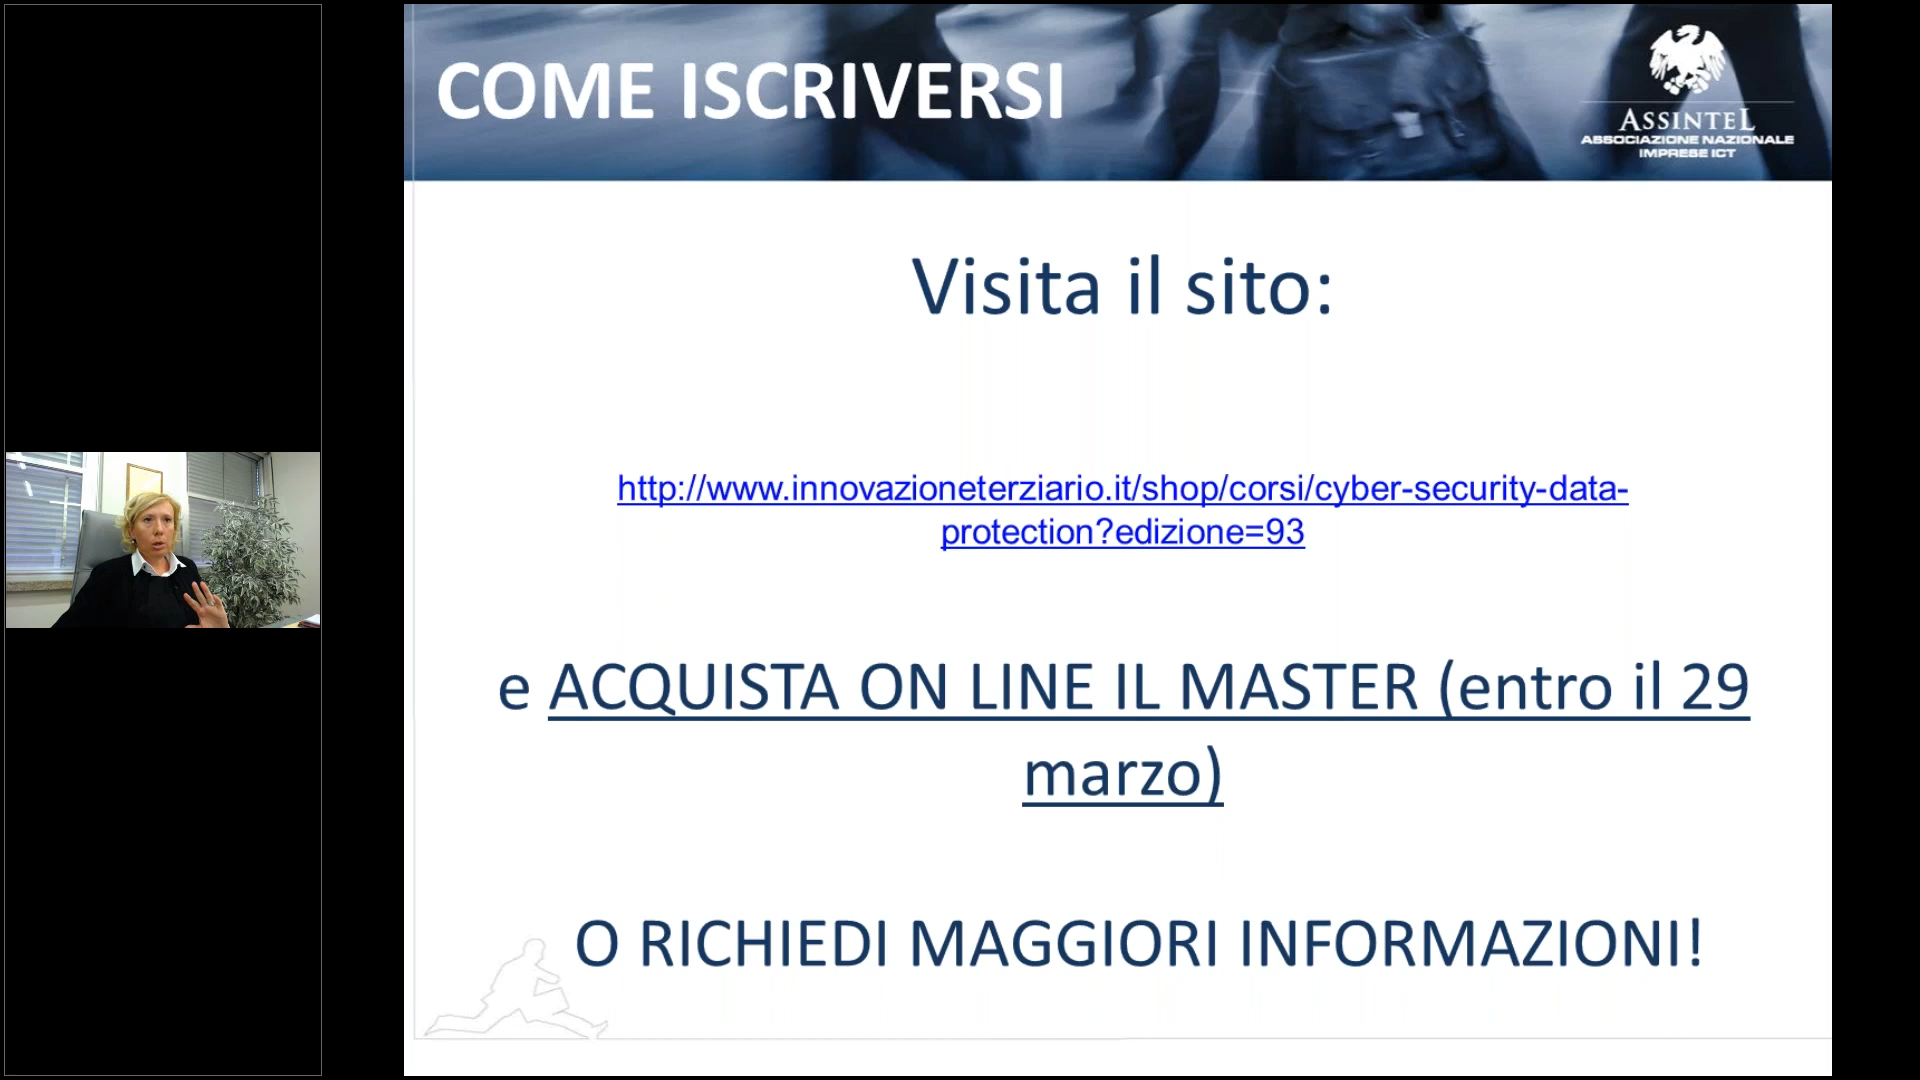 COME ISCRIVERSI
ASSINTEL
ASSOCIAZIONE NAZIONALE
IMPRESE ICT
Visita il sito:
http://www.innovazioneterziario.it/shop/corsi/cyber-security-data-
protection?edizione=93
e ACQUISTA ON LINE IL MASTER (entro il 29
marzo)
O RICHIEDI MAGGIORI INFORMAZIONI!